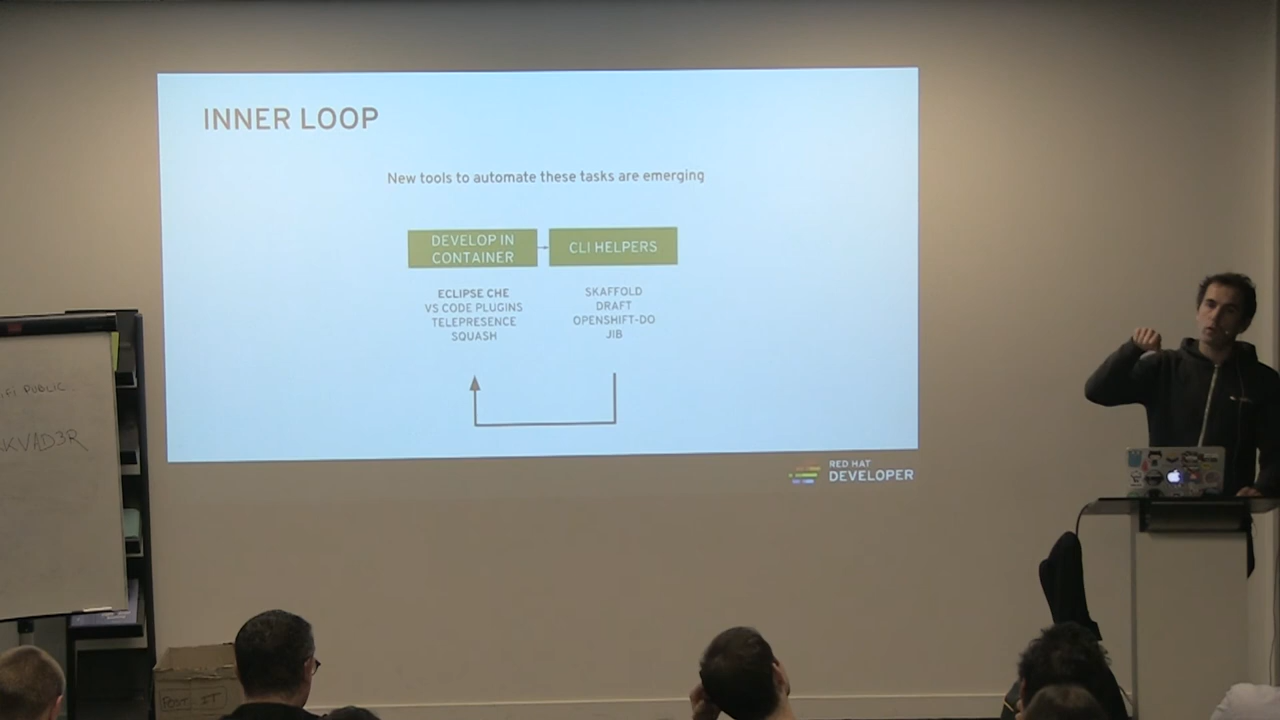 INNER LOOP
New tools to automate these tasks are emerging
DEVELOP IN
CONTAINER
CLI HELPERS
ECLIPSE CHE
VS CODE PLUGINS
TELEPRESENCE
SQUASH
SKAFFOLD
DRAFT
OPENSHIFT-DO
JIB
RED HAT
DEVELOPER
PUBLIC